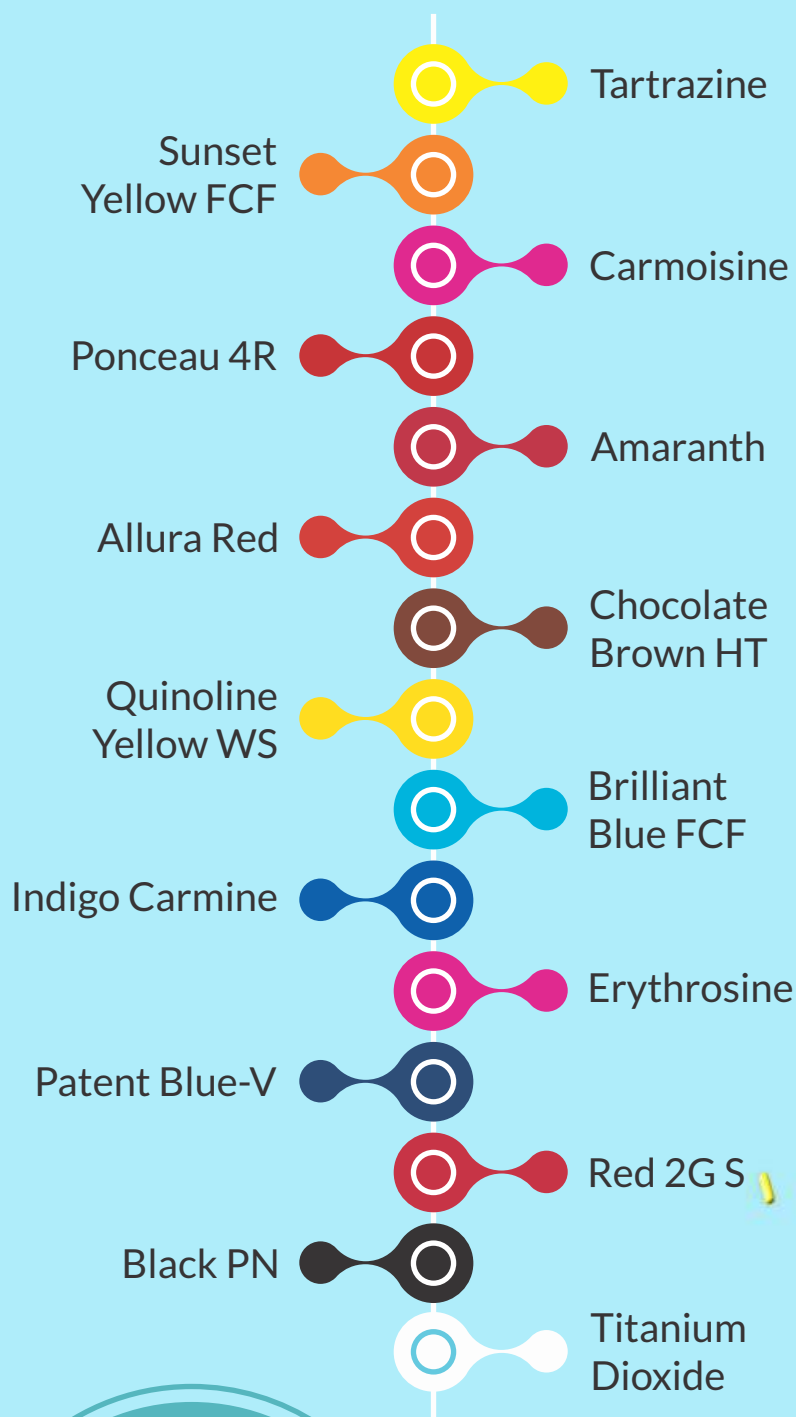 Tartrazine
Sunset
Yellow FCF
Carmoisine
Ponceau 4R
Amaranth
Allura Red
Chocolate
Brown HT
Quinoline
Yellow WS
Brilliant
Blue FCF
Indigo Carmine
Erythrosine
Patent Blue-V
Red 2G S
Black PN
Titanium
Dioxide